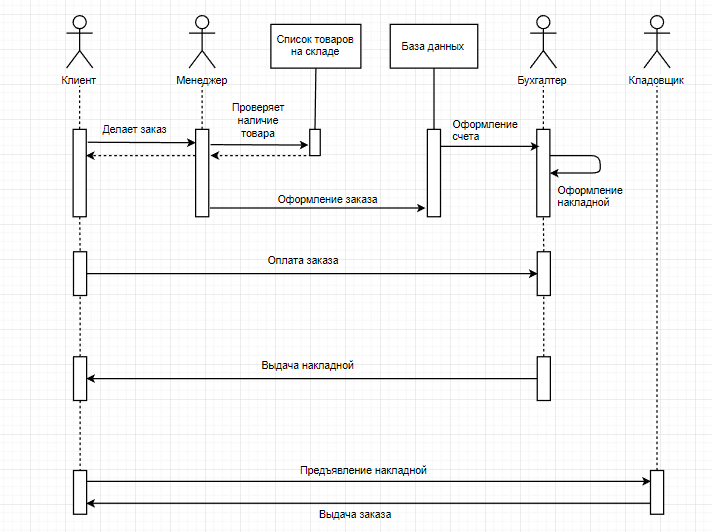 Список товаров
на складе
База данных
Клиент
Менеджер
Бухгалтер
Кладовщик
Делает заказ
Проверяет
наличие
товара
Оформление
счета
Оформление заказа
Оформление
накладной
Оплата заказа
Выдача накладной
Предъявление накладной
Выдача заказа